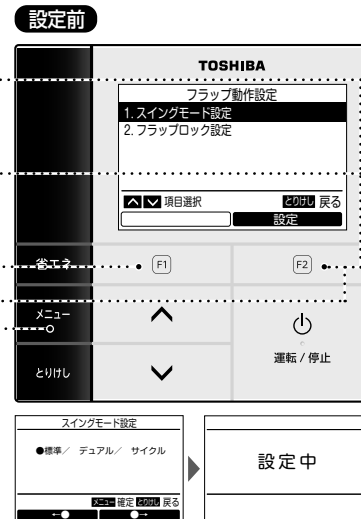 設定前
TOSHIBA
フラップ動作設定
1. スイングモード設定
2. フラップロック設定
項目選択 とりけし 戻る
設定
省エネ F1 F2
メニュー
運転 / 停止
とりけし
スイングモード設定
●標準／ デュアル／ サイクル
メニュー 確定 とりけし 戻る
←● ●→
設定中